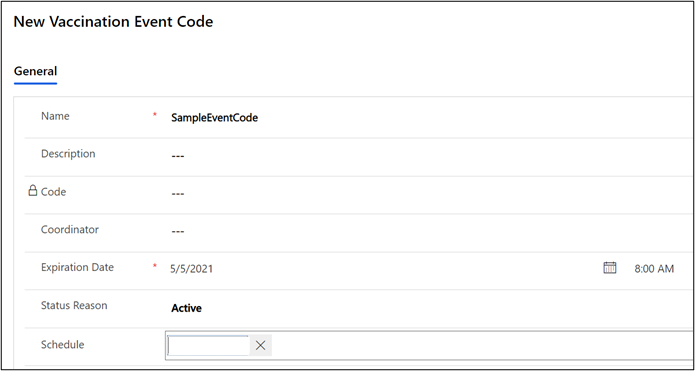 New Vaccination Event Code
General
Name * SampleEventCode
Description ---
Code ---
Coordinator ---
Expiration Date * 5/5/2021 8:00 AM
Status Reason Active
Schedule